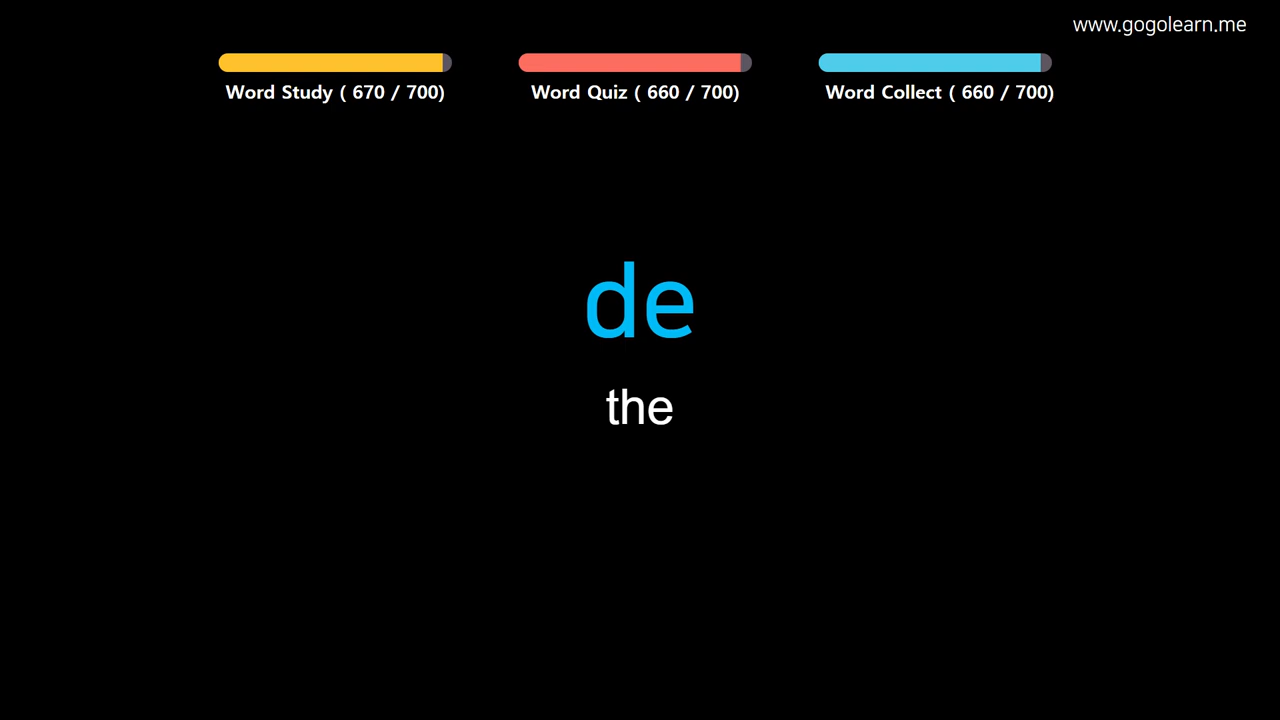 www.gogolearn.me
Word Study ( 670 / 700)
Word Quiz ( 660 / 700)
Word Collect ( 660 / 700)
de
the